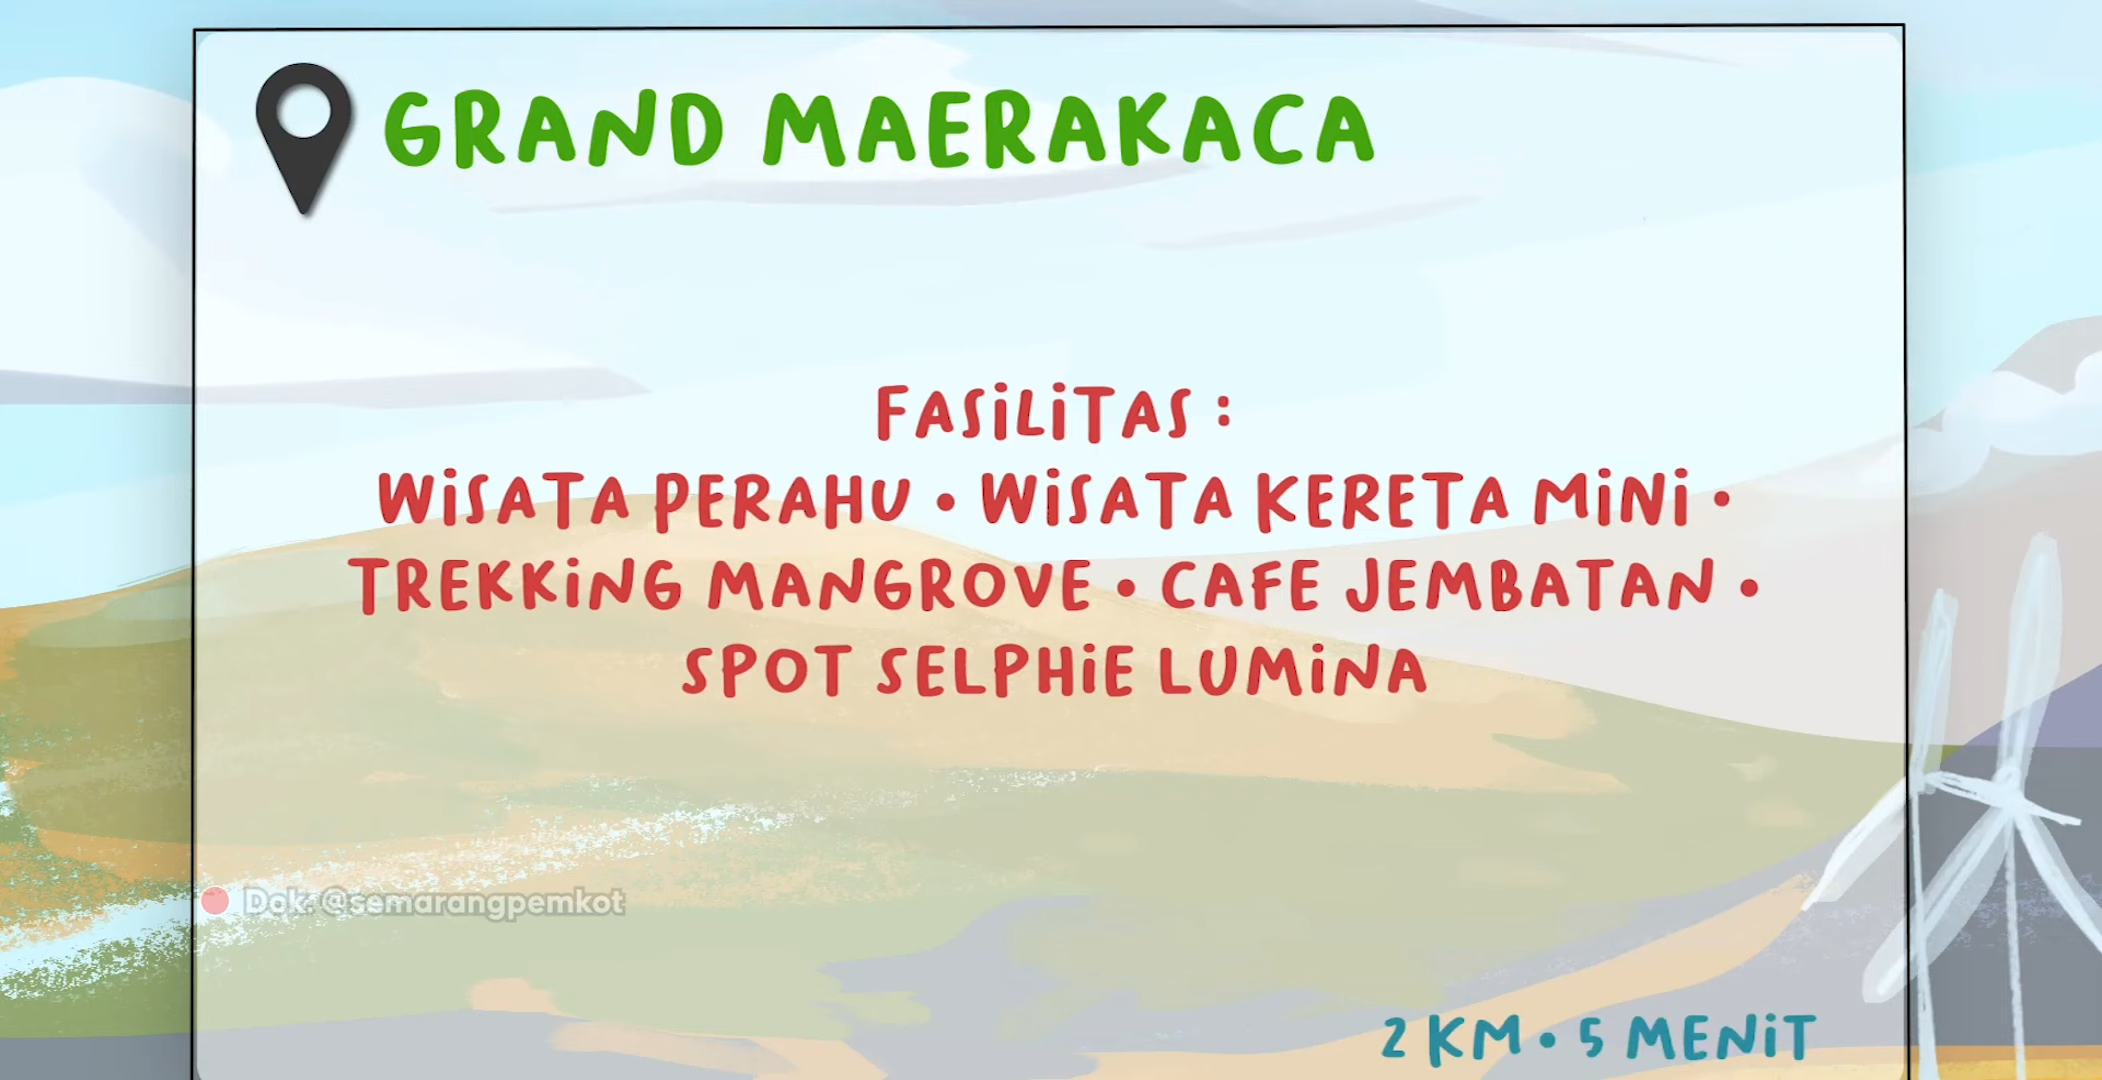 GRAND MAERAKACA
FASiLiTAS :
WiSATA PERAHU • WiSATA KERETA MiNi •
TREKKiNG MANGROVE • CAFE JEMBATAN •
SPOT SELPHiE LUMiNA
Dok. @semarangpemkot
2 KM • 5 MENiT